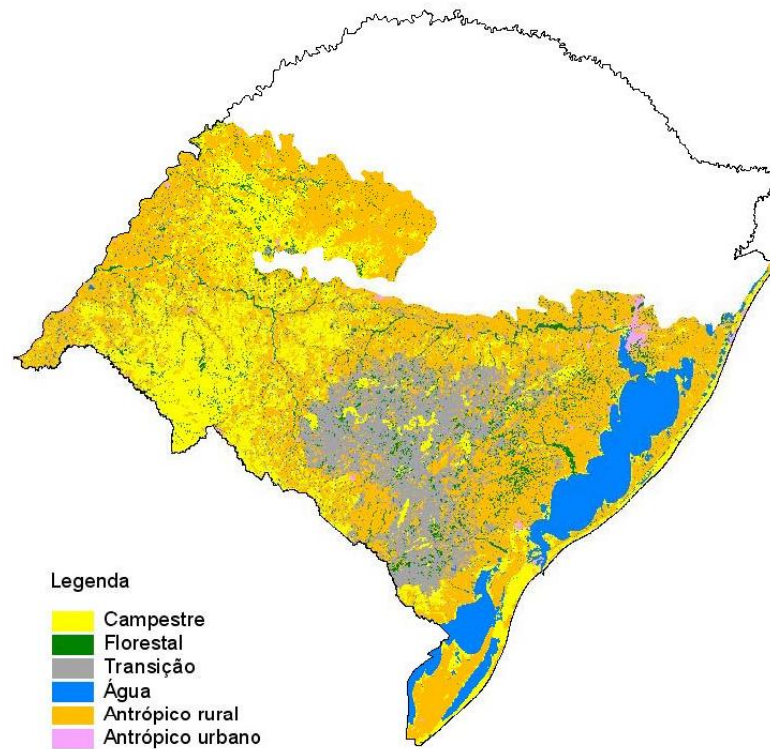 Legenda
Campestre
Florestal
Transição
Água
Antrópico rural
Antrópico urbano